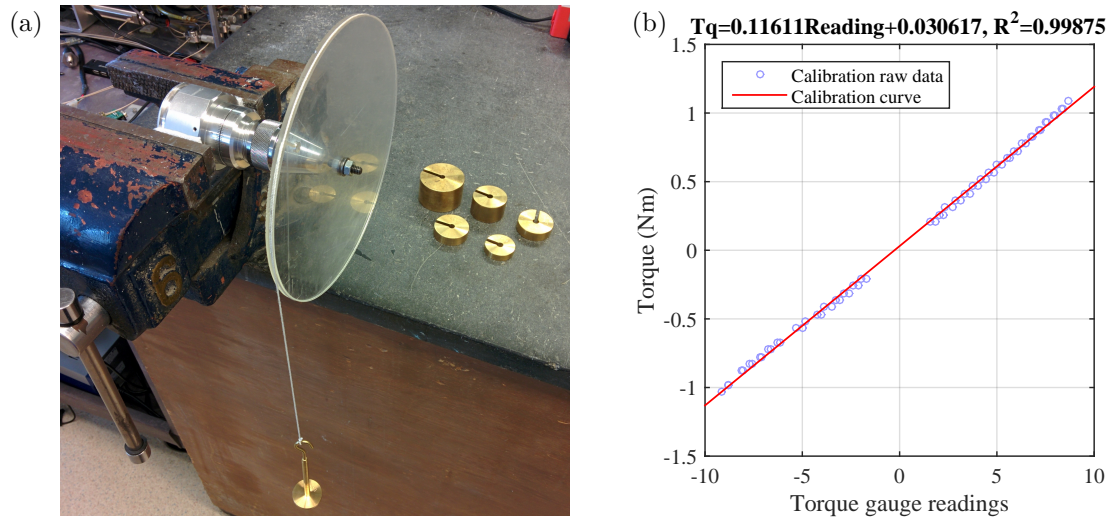 (a)
(b)
Tq=0.11611Reading+0.030617, R²=0.99875
Calibration raw data
Calibration curve
1.5
1
0.5
0
-0.5
-1
-1.5
-10
-5
0
5
10
Torque (Nm)
Torque gauge readings